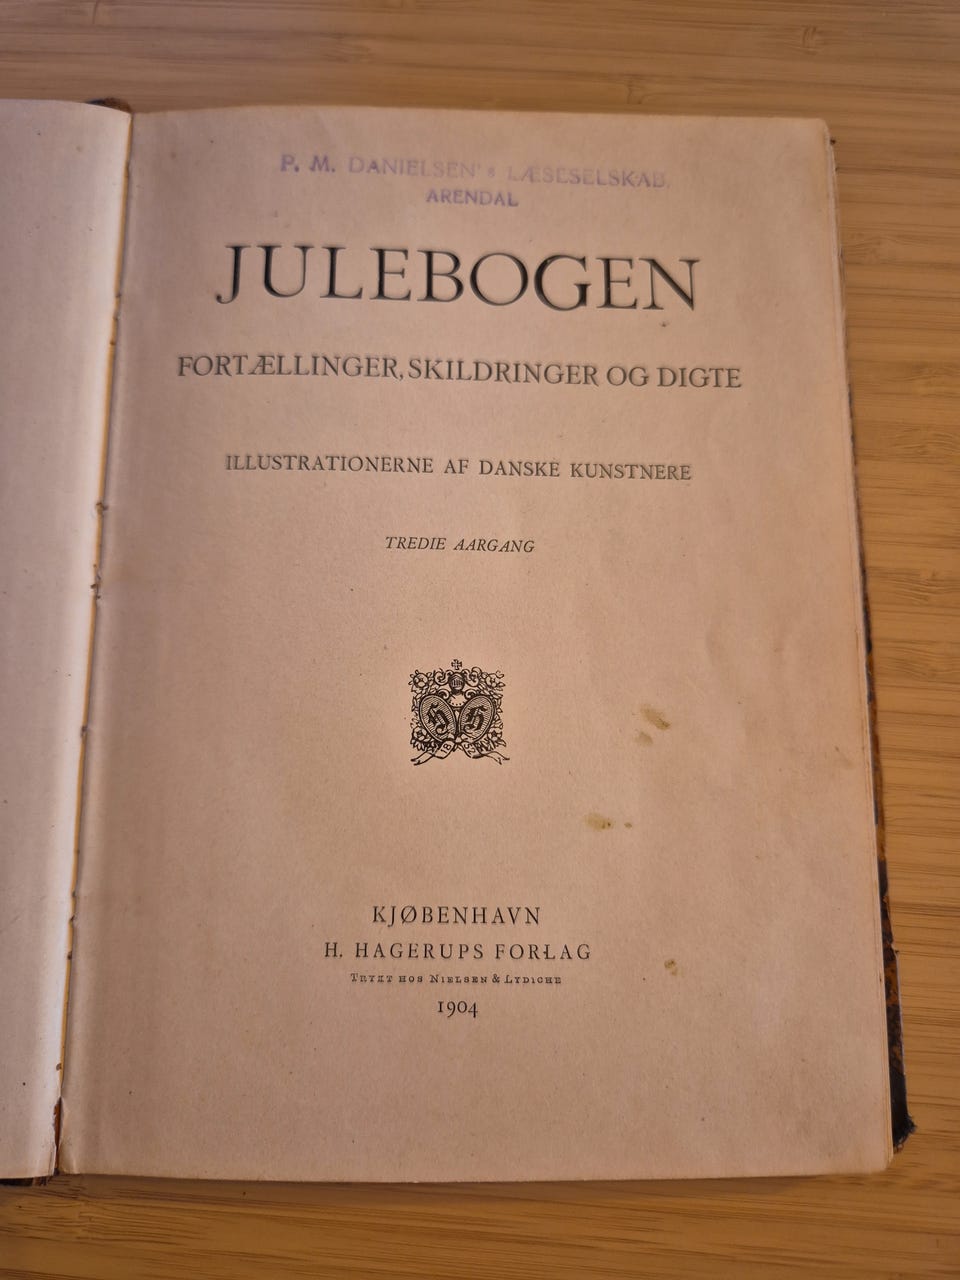 P. M. DANIELSEN's LÆSESELSKAB.
ARENDAL
JULEBOGEN
FORTÆLLINGER, SKILDRINGER OG DIGTE
ILLUSTRATIONERNE AF DANSKE KUNSTNERE
TREDIE AARGANG
H H
KJØBENHAVN
H. HAGERUPS FORLAG
TRYKT HOS NIELSEN & LYDICHE
1904